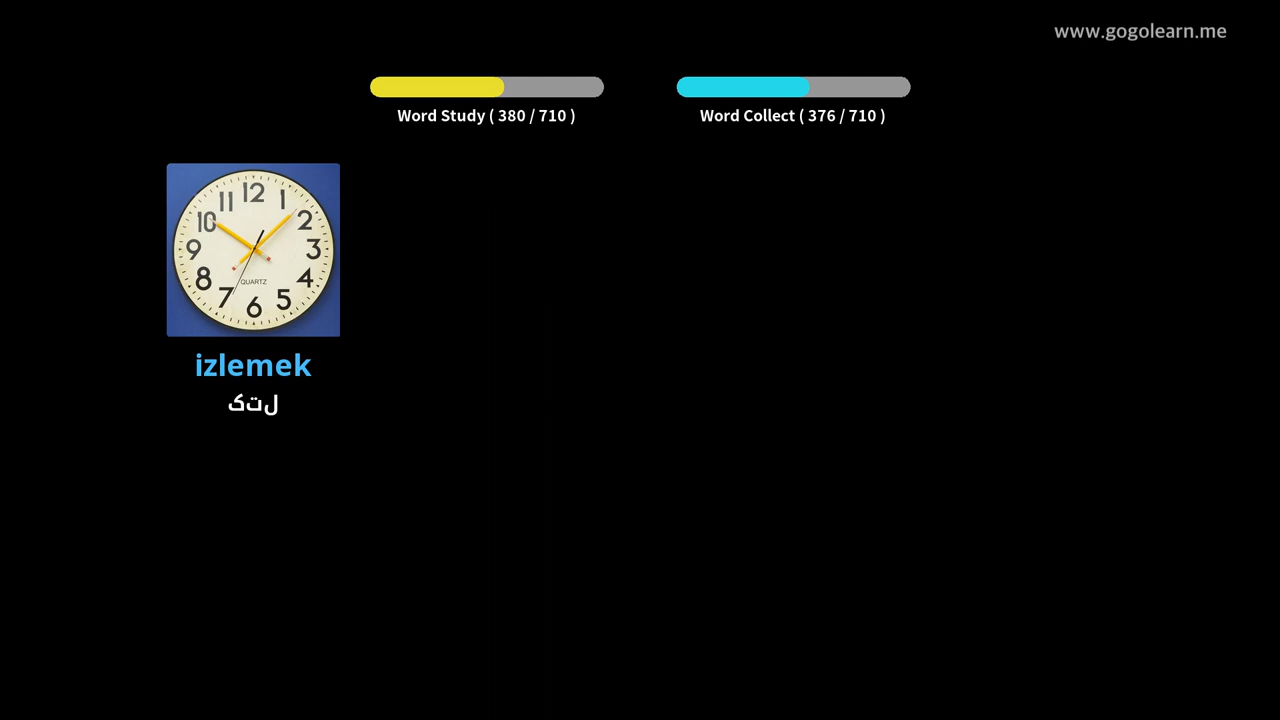 www.gogolearn.me
Word Study ( 380 / 710 )
Word Collect ( 376 / 710 )
12
1
2
3
4
5
6
7
8
9
10
11
QUARTZ
izlemek
کتل